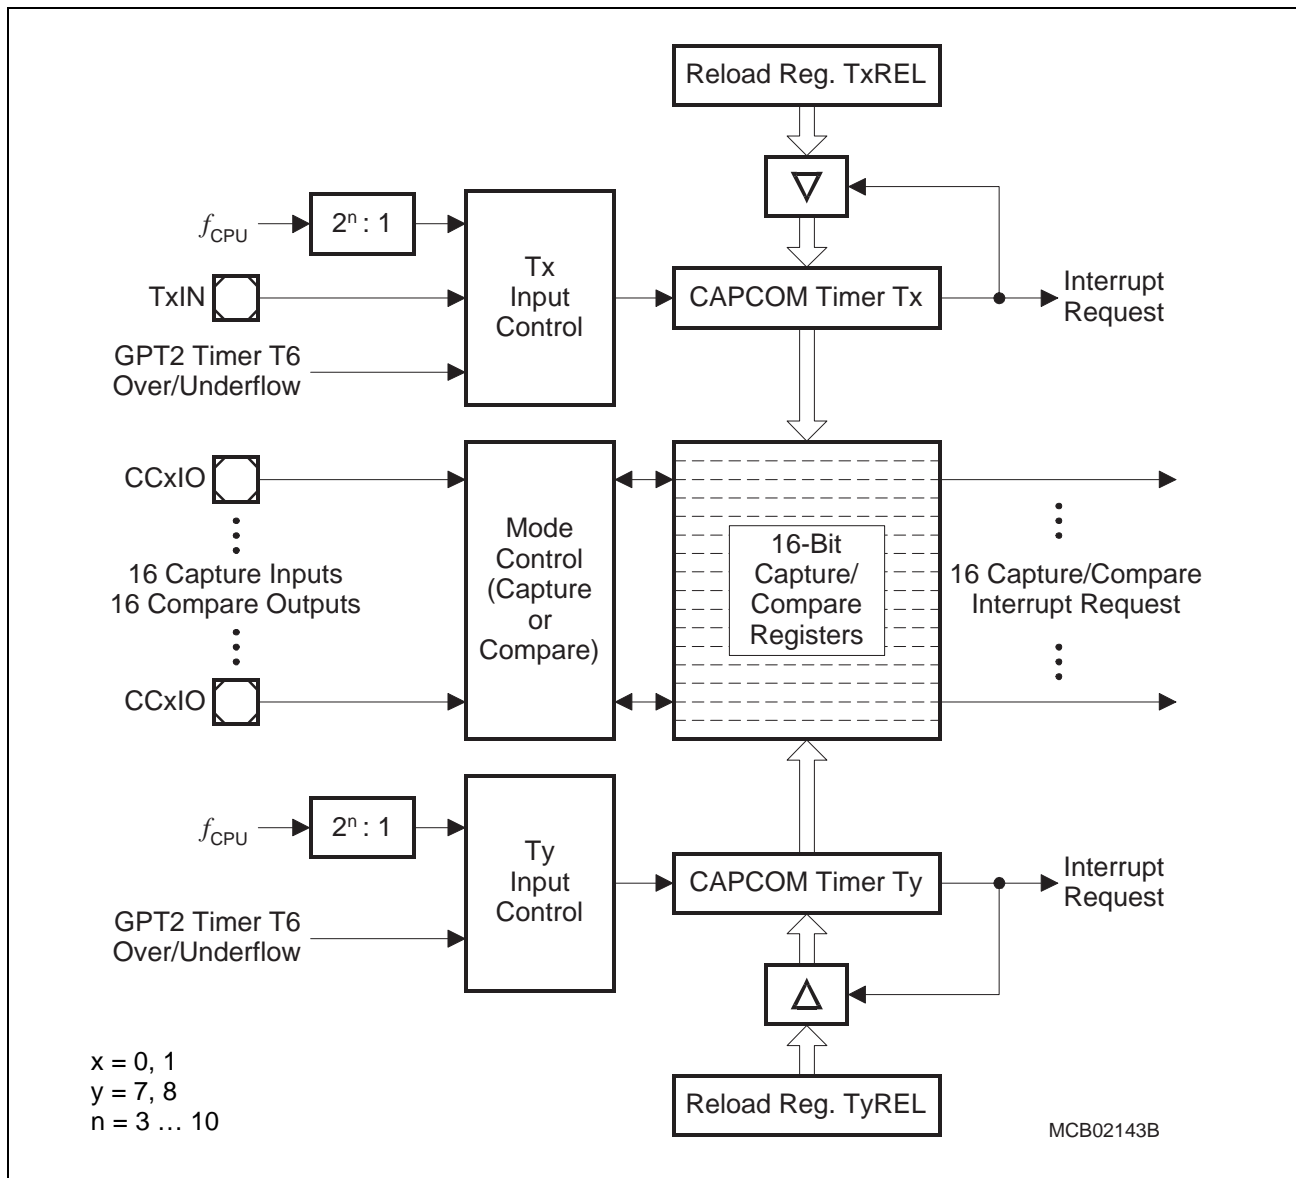 Reload Reg. TxREL
fCPU
2ⁿ : 1
TxIN
GPT2 Timer T6
Over/Underflow
Tx
Input
Control
CAPCOM Timer Tx
Interrupt
Request
CCxIO
16 Capture Inputs
16 Compare Outputs
CCxIO
Mode
Control
(Capture
or
Compare)
16-Bit
Capture/
Compare
Registers
16 Capture/Compare
Interrupt Request
fCPU
2ⁿ : 1
GPT2 Timer T6
Over/Underflow
Ty
Input
Control
CAPCOM Timer Ty
Interrupt
Request
Reload Reg. TyREL
x = 0, 1
y = 7, 8
n = 3 … 10
MCB02143B